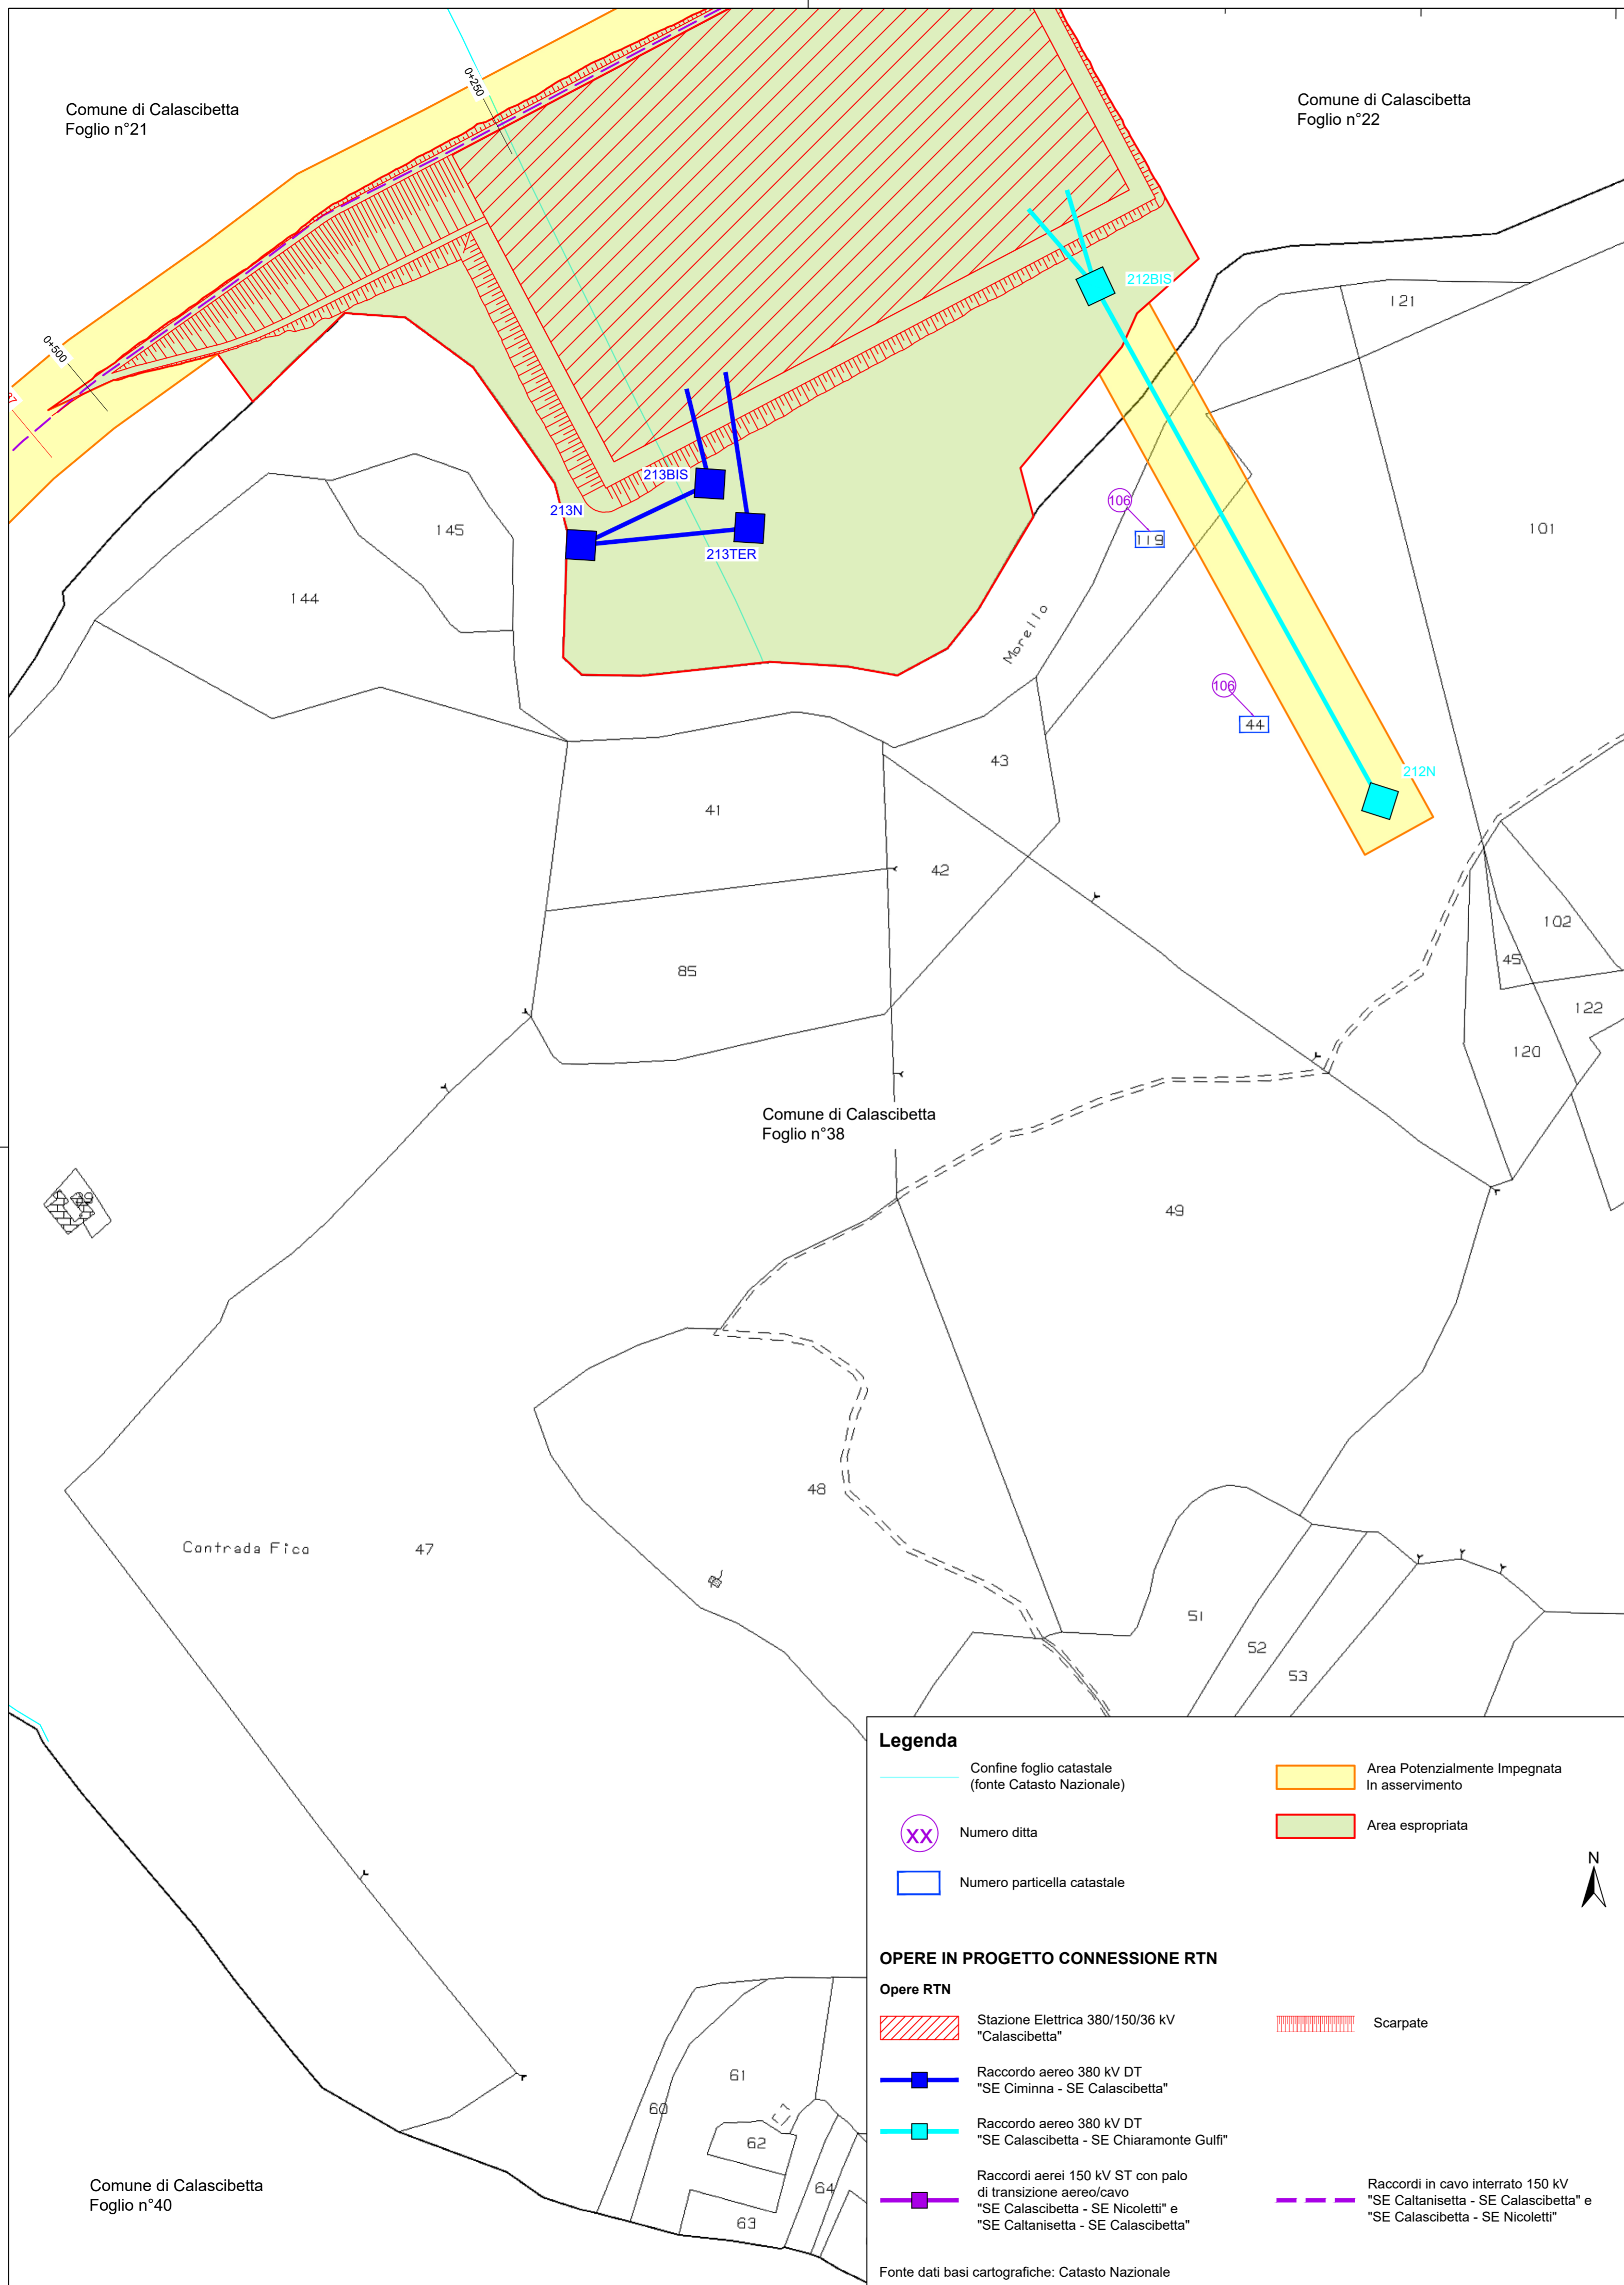 Comune di Calascibetta
Foglio n°21
0+250
Comune di Calascibetta
Foglio n°22
0+500
212BIS
121
213BIS
213N
213TER
145
144
106
119
101
Morello
106
44
212N
43
41
42
85
102
45
122
120
Comune di Calascibetta
Foglio n°38
49
48
Contrada Fico
47
51
52
53
61
60
62
64
63
Comune di Calascibetta
Foglio n°40
Legenda
Confine foglio catastale
(fonte Catasto Nazionale)
Area Potenzialmente Impegnata
In asservimento
XX
Numero ditta
Area espropriata
Numero particella catastale
N
OPERE IN PROGETTO CONNESSIONE RTN
Opere RTN
Stazione Elettrica 380/150/36 kV
"Calascibetta"
Scarpate
Raccordo aereo 380 kV DT
"SE Ciminna - SE Calascibetta"
Raccordo aereo 380 kV DT
"SE Calascibetta - SE Chiaramonte Gulfi"
Raccordi aerei 150 kV ST con palo
di transizione aereo/cavo
"SE Calascibetta - SE Nicoletti" e
"SE Caltanisetta - SE Calascibetta"
Raccordi in cavo interrato 150 kV
"SE Caltanisetta - SE Calascibetta" e
"SE Calascibetta - SE Nicoletti"
Fonte dati basi cartografiche: Catasto Nazionale